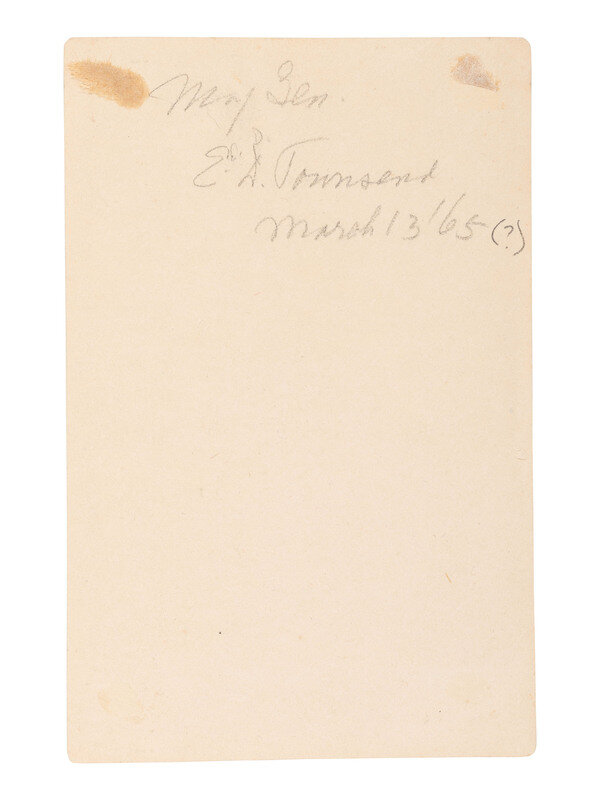 Maj Gen.
E. D. Townsend
March 13 '65 (?)